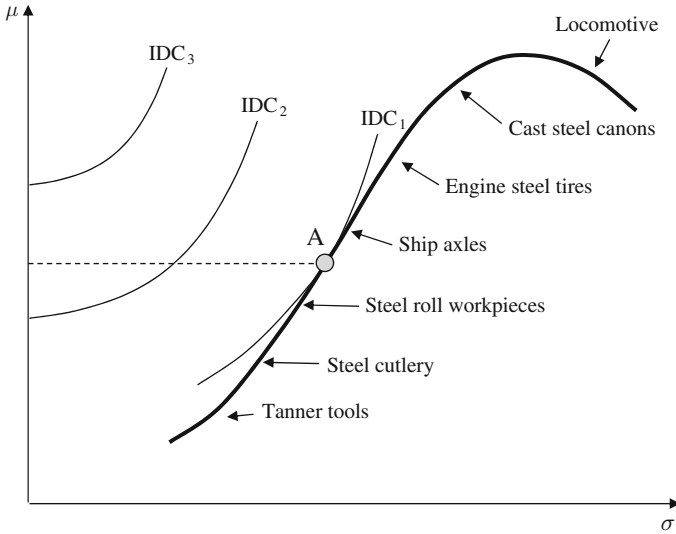 μ
Locomotive
IDC₃
IDC₂
IDC₁
Cast steel canons
Engine steel tires
A
Ship axles
Steel roll workpieces
Steel cutlery
Tanner tools
σ